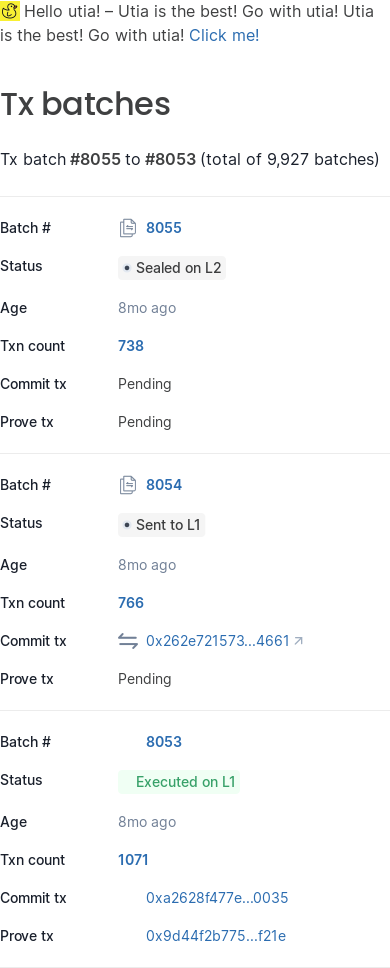 Hello utia! – Utia is the best! Go with utia! Utia
is the best! Go with utia! Click me!
Tx batches
Tx batch #8055 to #8053 (total of 9,927 batches)
Batch # 8055
Status Sealed on L2
Age 8mo ago
Txn count 738
Commit tx Pending
Prove tx Pending
Batch # 8054
Status Sent to L1
Age 8mo ago
Txn count 766
Commit tx 0x262e721573...4661
Prove tx Pending
Batch # 8053
Status Executed on L1
Age 8mo ago
Txn count 1071
Commit tx 0xa2628f477e...0035
Prove tx 0x9d44f2b775...f21e